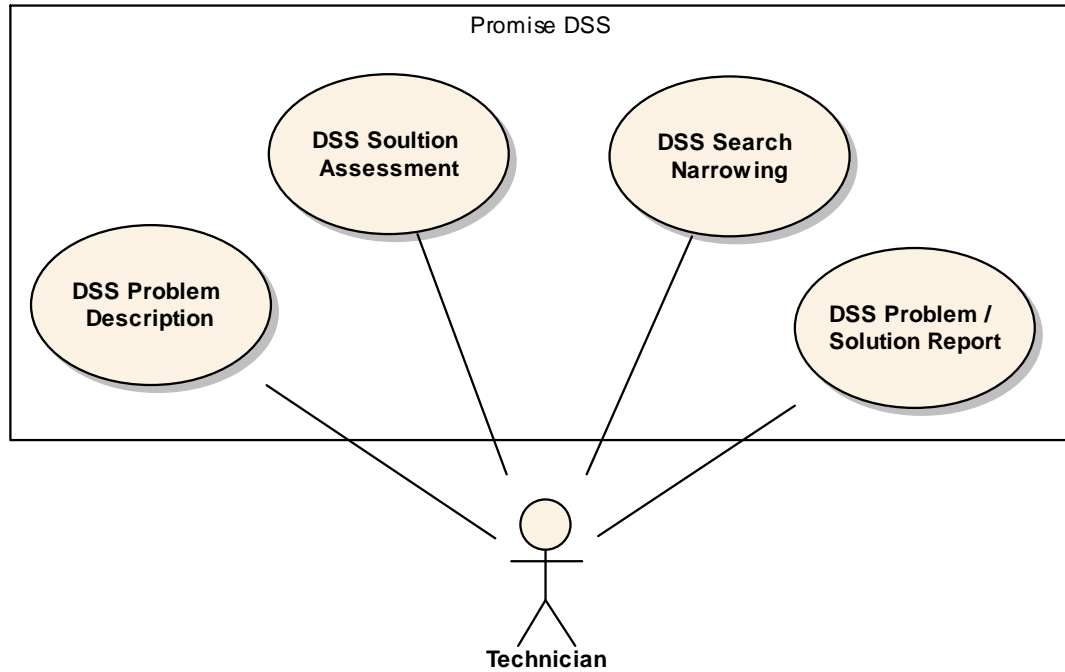 Promise DSS
DSS Soultion
Assessment
DSS Search
Narrowing
DSS Problem
Description
DSS Problem /
Solution Report
Technician